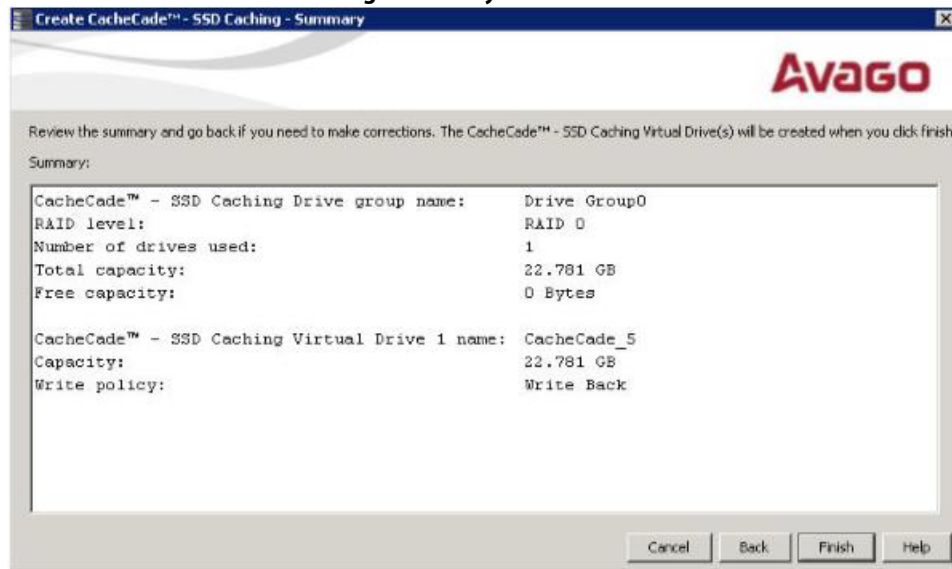 Create CacheCade™ - SSD Caching - Summary
Avago
Review the summary and go back if you need to make corrections. The CacheCade™ - SSD Caching Virtual Drive(s) will be created when you click finish
Summary:
CacheCade™ - SSD Caching Drive group name: Drive Group0
RAID level: RAID 0
Number of drives used: 1
Total capacity: 22.781 GB
Free capacity: 0 Bytes
CacheCade™ - SSD Caching Virtual Drive 1 name: CacheCade_5
Capacity: 22.781 GB
Write policy: Write Back
Cancel Back Finish Help